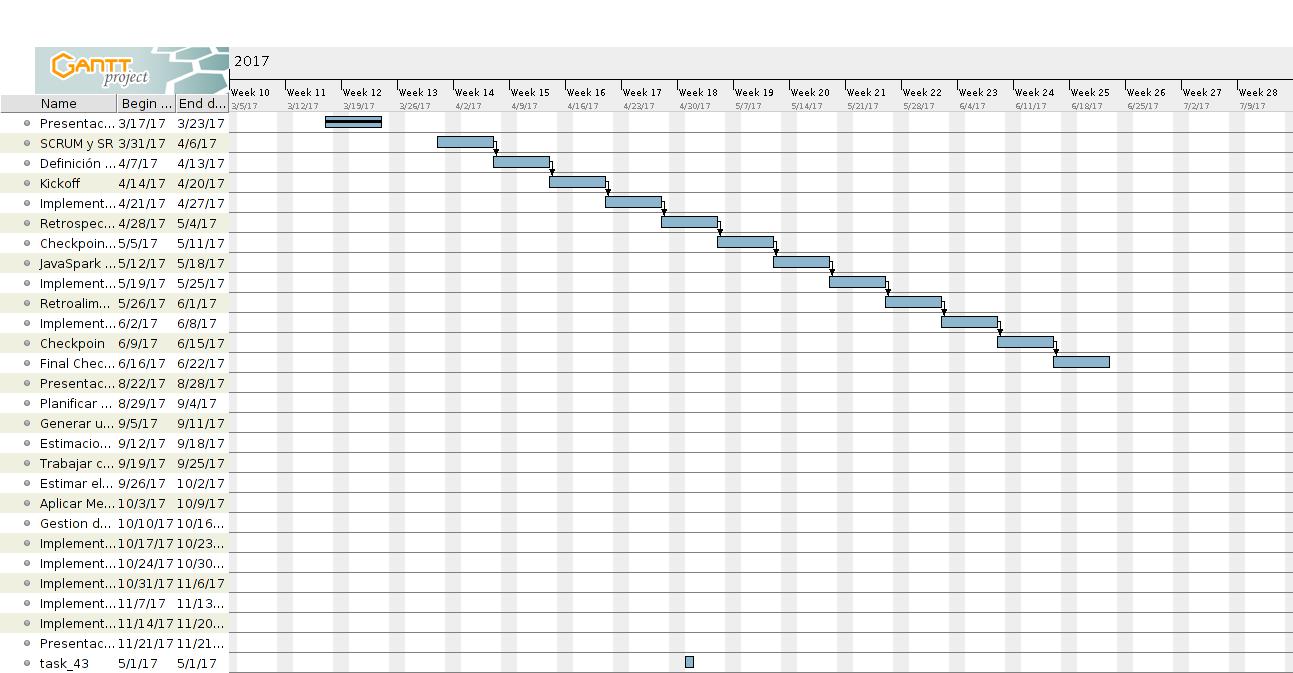 GANTT
project
2017
Week 10 Week 11 Week 12 Week 13 Week 14 Week 15 Week 16 Week 17 Week 18 Week 19 Week 20 Week 21 Week 22 Week 23 Week 24 Week 25 Week 26 Week 27 Week 28
Name Begin ... End d... 3/5/17 3/12/17 3/19/17 3/26/17 4/2/17 4/9/17 4/16/17 4/23/17 4/30/17 5/7/17 5/14/17 5/21/17 5/28/17 6/4/17 6/11/17 6/18/17 6/25/17 7/2/17 7/9/17
Presentac... 3/17/17 3/23/17
SCRUM y SR 3/31/17 4/6/17
Definición ... 4/7/17 4/13/17
Kickoff 4/14/17 4/20/17
Implement... 4/21/17 4/27/17
Retrospec... 4/28/17 5/4/17
Checkpoin... 5/5/17 5/11/17
JavaSpark ... 5/12/17 5/18/17
Implement... 5/19/17 5/25/17
Retroalim... 5/26/17 6/1/17
Implement... 6/2/17 6/8/17
Checkpoin 6/9/17 6/15/17
Final Chec... 6/16/17 6/22/17
Presentac... 8/22/17 8/28/17
Planificar ... 8/29/17 9/4/17
Generar u... 9/5/17 9/11/17
Estimacio... 9/12/17 9/18/17
Trabajar c... 9/19/17 9/25/17
Estimar el... 9/26/17 10/2/17
Aplicar Me... 10/3/17 10/9/17
Gestion d... 10/10/17 10/16...
Implement... 10/17/17 10/23...
Implement... 10/24/17 10/30...
Implement... 10/31/17 11/6/17
Implement... 11/7/17 11/13...
Implement... 11/14/17 11/20...
Presentac... 11/21/17 11/21...
task_43 5/1/17 5/1/17